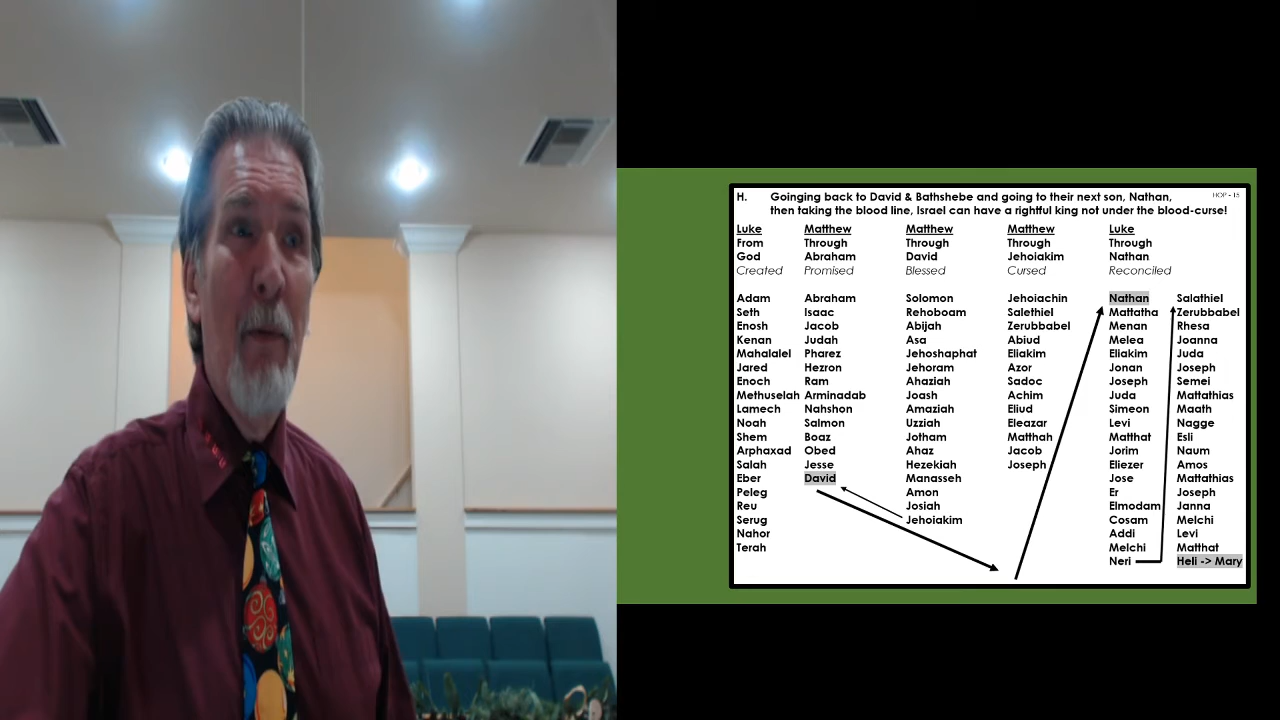 H. Goinging back to David & Bathshebe and going to their next son, Nathan,
HOP - 15
then taking the blood line, Israel can have a rightful king not under the blood-curse!
Luke
From
God
Created
Adam
Seth
Enosh
Kenan
Mahalalel
Jared
Enoch
Methuselah
Lamech
Noah
Shem
Arphaxad
Salah
Eber
Peleg
Reu
Serug
Nahor
Terah
Matthew
Through
Abraham
Promised
Abraham
Isaac
Jacob
Judah
Pharez
Hezron
Ram
Arminadab
Nahshon
Salmon
Boaz
Obed
Jesse
David
Matthew
Through
David
Blessed
Solomon
Rehoboam
Abijah
Asa
Jehoshaphat
Jehoram
Ahaziah
Joash
Amaziah
Uzziah
Jotham
Ahaz
Hezekiah
Manasseh
Amon
Josiah
Jehoiakim
Matthew
Through
Jehoiakim
Cursed
Jehoiachin
Salethiel
Zerubbabel
Abiud
Eliakim
Azor
Sadoc
Achim
Eliud
Eleazar
Matthah
Jacob
Joseph
Luke
Through
Nathan
Reconciled
Nathan
Mattatha
Menan
Melea
Eliakim
Jonan
Joseph
Juda
Simeon
Levi
Matthat
Jorim
Eliezer
Jose
Er
Elmodam
Cosam
Addi
Melchi
Neri
Salathiel
Zerubbabel
Rhesa
Joanna
Juda
Joseph
Semei
Mattathias
Maath
Nagge
Esli
Naum
Amos
Mattathias
Joseph
Janna
Melchi
Levi
Matthat
Heli -> Mary